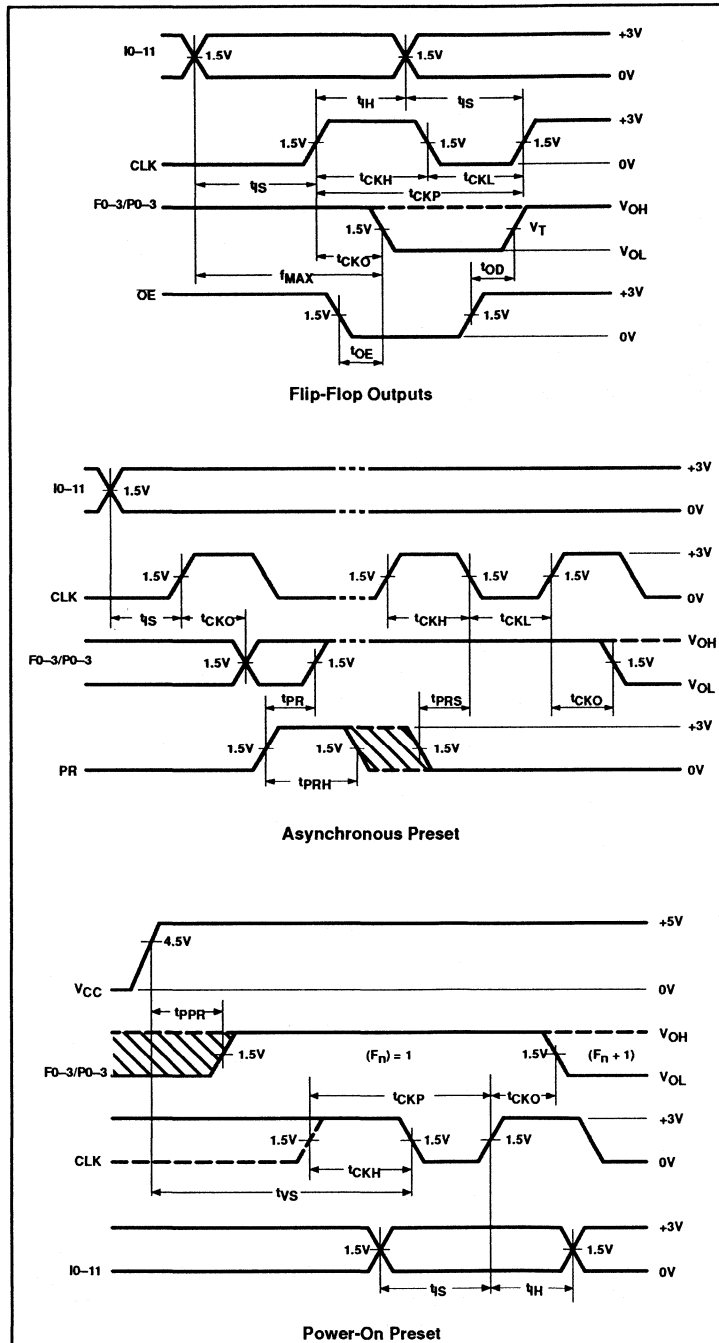 I0–11
1.5V
1.5V
+3V
0V
tIH
tIS
CLK
1.5V
1.5V
1.5V
+3V
0V
tIS
tCKH
tCKL
tCKP
F0–3/P0–3
1.5V
VT
VOH
VOL
tCKO
fMAX
tOD
OE
1.5V
1.5V
+3V
0V
tOE
Flip-Flop Outputs
I0–11
1.5V
+3V
0V
CLK
1.5V
1.5V
1.5V
1.5V
+3V
0V
tIS
tCKO
tCKH
tCKL
F0–3/P0–3
1.5V
1.5V
1.5V
VOH
VOL
tPR
tPRS
tCKO
PR
1.5V
1.5V
1.5V
+3V
0V
tPRH
Asynchronous Preset
VCC
4.5V
+5V
0V
tPPR
F0–3/P0–3
1.5V
(Fn) = 1
1.5V
(Fn + 1)
VOH
VOL
tCKP
tCKO
CLK
1.5V
1.5V
1.5V
+3V
0V
tCKH
tVS
I0–11
1.5V
1.5V
+3V
0V
tIS
tIH
Power-On Preset